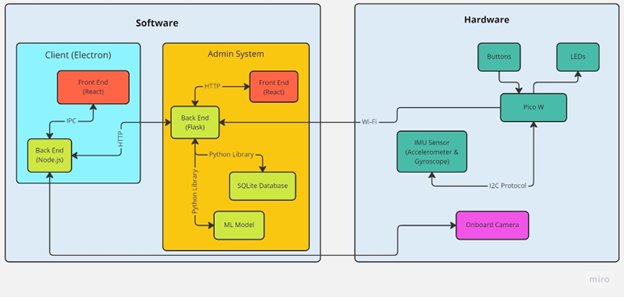 Software
Hardware
Client (Electron)
Admin System
Front End
(React)
IPC
Back End
(Node.js)
HTTP
HTTP
Front End
(React)
Back End
(Flask)
Python Library
SQLite Database
Python Library
ML Model
Wi-Fi
Buttons
LEDs
Pico W
IMU Sensor
(Accelerometer &
Gyroscope)
I2C Protocol
Onboard Camera
miro